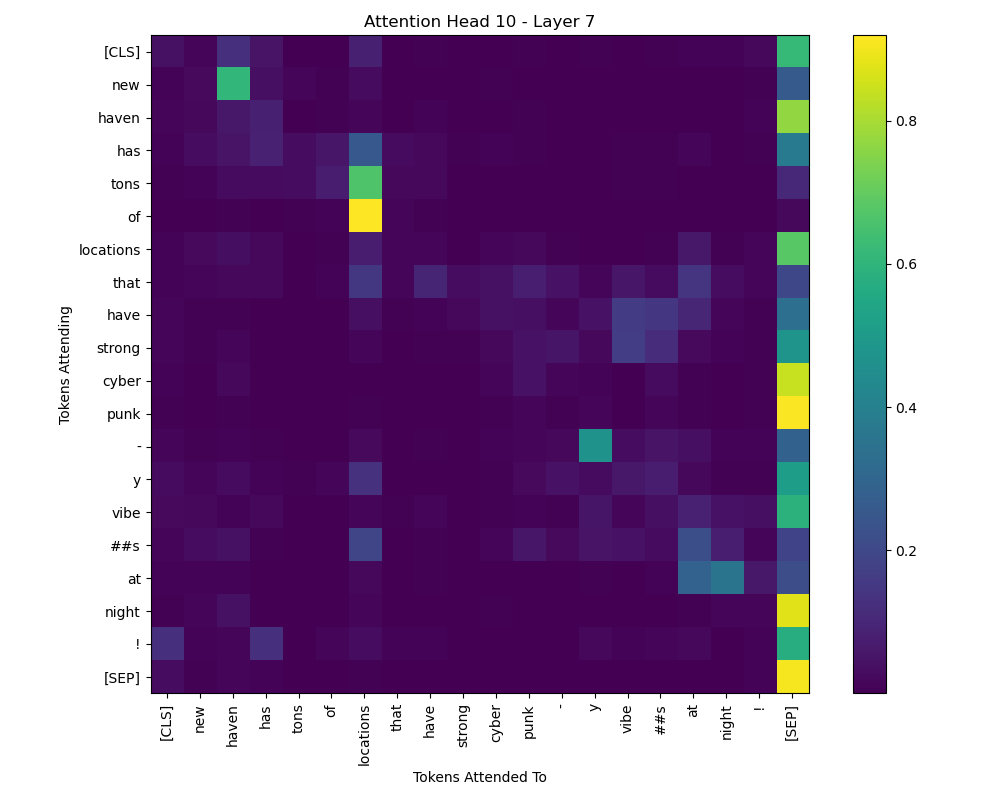 Attention Head 10 - Layer 7
[CLS]
new
haven
has
tons
of
locations
that
have
strong
cyber
punk
-
y
vibe
##s
at
night
!
[SEP]
Tokens Attending
[CLS]
new
haven
has
tons
of
locations
that
have
strong
cyber
punk
-
y
vibe
##s
at
night
!
[SEP]
Tokens Attended To
0.8
0.6
0.4
0.2